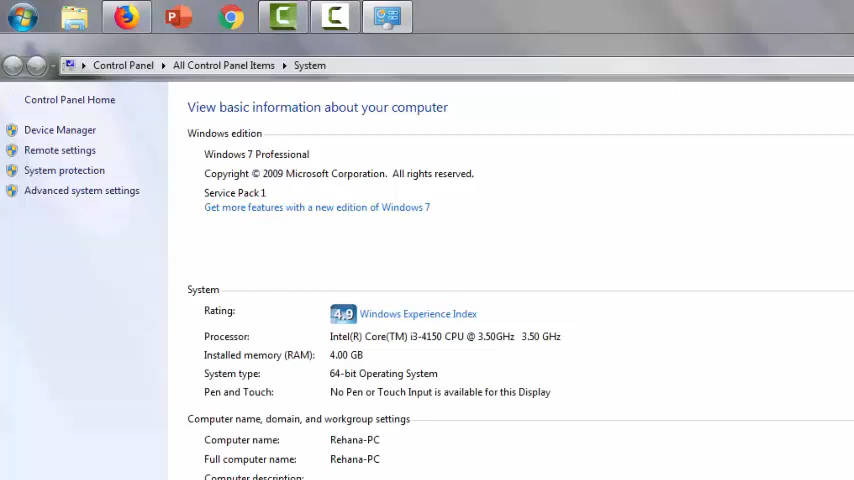 Control Panel
All Control Panel Items
System
Control Panel Home
Device Manager
Remote settings
System protection
Advanced system settings
View basic information about your computer
Windows edition
Windows 7 Professional
Copyright © 2009 Microsoft Corporation. All rights reserved.
Service Pack 1
Get more features with a new edition of Windows 7
System
Rating: 4.9 Windows Experience Index
Processor: Intel(R) Core(TM) i3-4150 CPU @ 3.50GHz 3.50 GHz
Installed memory (RAM): 4.00 GB
System type: 64-bit Operating System
Pen and Touch: No Pen or Touch Input is available for this Display
Computer name, domain, and workgroup settings
Computer name: Rehana-PC
Full computer name: Rehana-PC
Computer description: